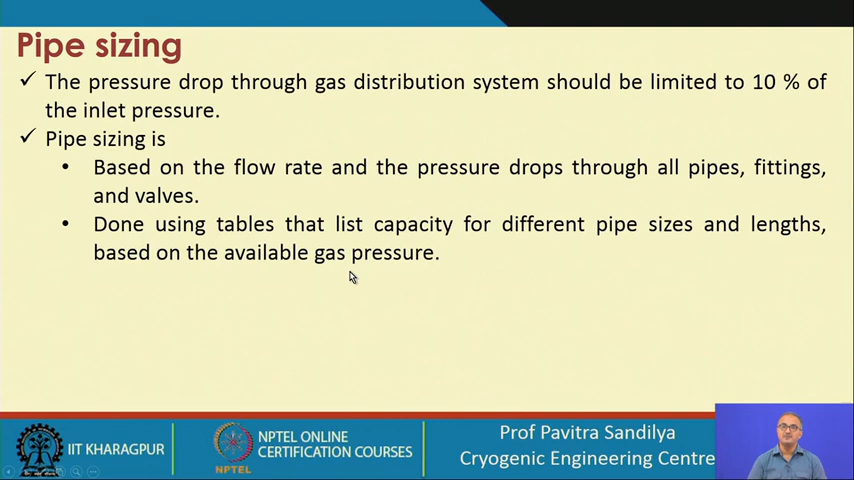 Pipe sizing
✓ The pressure drop through gas distribution system should be limited to 10 % of
the inlet pressure.
✓ Pipe sizing is
• Based on the flow rate and the pressure drops through all pipes, fittings,
and valves.
• Done using tables that list capacity for different pipe sizes and lengths,
based on the available gas pressure.
IIT KHARAGPUR
NPTEL
NPTEL ONLINE
CERTIFICATION COURSES
Prof Pavitra Sandilya
Cryogenic Engineering Centre